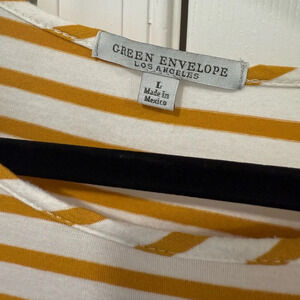 GREEN ENVELOPE
LOS ANGELES
L
Made in
Mexico